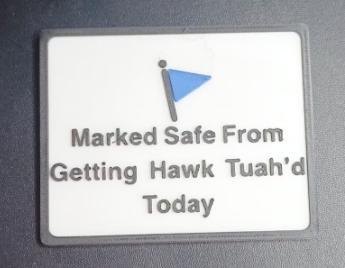 Marked Safe From
Getting Hawk Tuah'd
Today